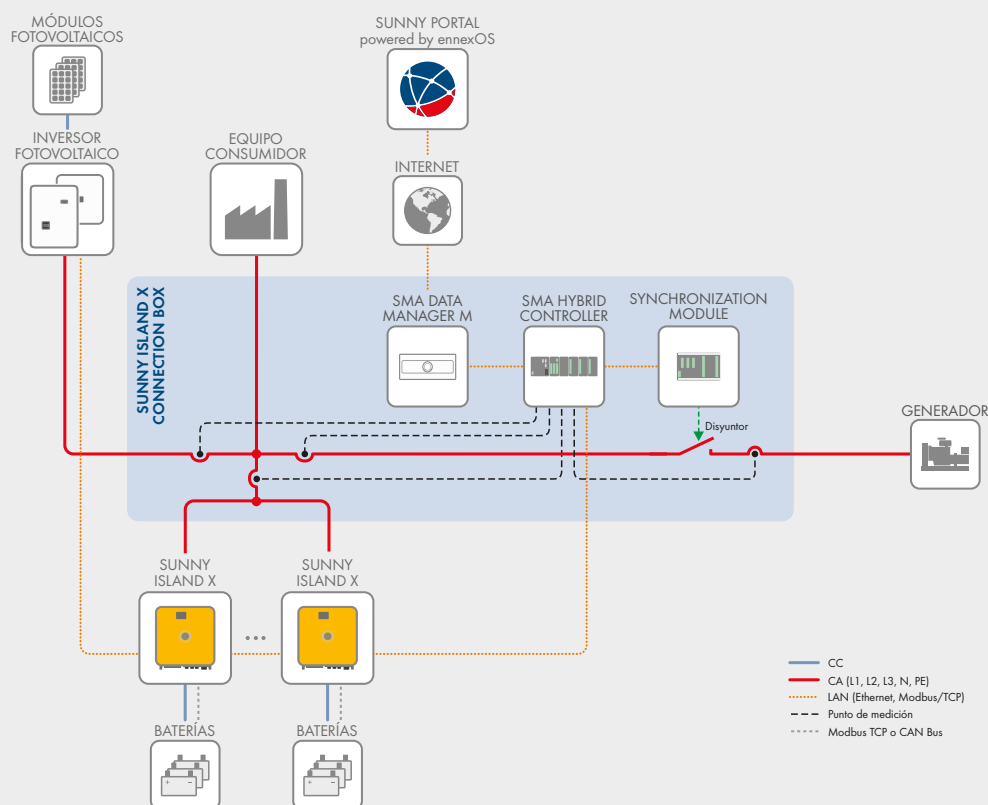 MÓDULOS
FOTOVOLTAICOS
SUNNY PORTAL
powered by ennexOS
INVERSOR
FOTOVOLTAICO
EQUIPO
CONSUMIDOR
INTERNET
SUNNY ISLAND X
CONNECTION BOX
SMA DATA
MANAGER M
SMA HYBRID
CONTROLLER
SYNCHRONIZATION
MODULE
Disyuntor
GENERADOR
SUNNY
ISLAND X
SUNNY
ISLAND X
BATERÍAS
BATERÍAS
CC
CA (L1, L2, L3, N, PE)
LAN (Ethernet, Modbus/TCP)
Punto de medición
Modbus TCP o CAN Bus